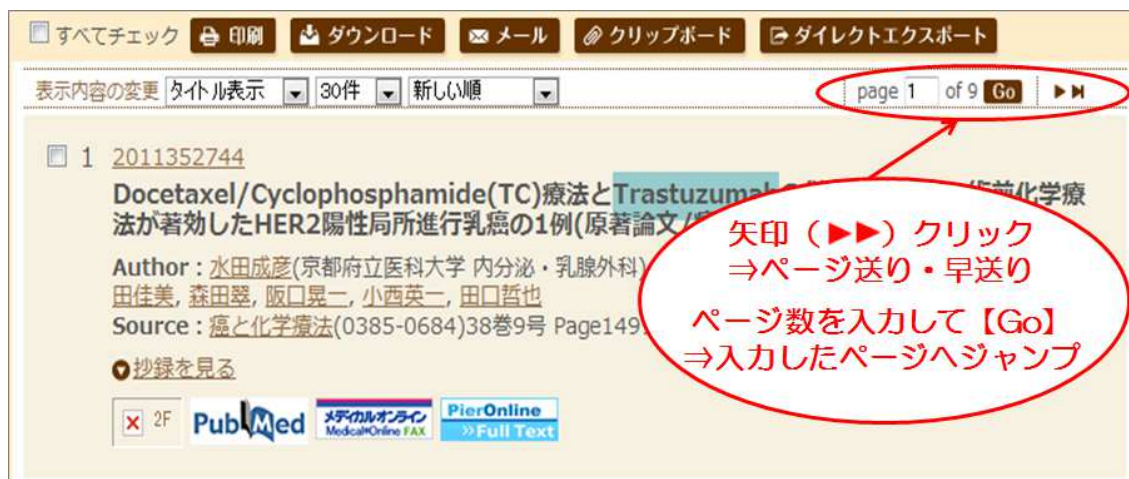 すべてチェック 印刷 ダウンロード メール クリップボード ダイレクトエクスポート
表示内容の変更 タイトル表示 30件 新しい順 page 1 of 9 Go
1 2011352744
Docetaxel/Cyclophosphamide(TC)療法とTrastuzumab 術前化学療
法が著効したHER2陽性局所進行乳癌の1例(原著論文/
Author：水田成彦(京都府立医科大学 内分泌・乳腺外科)
田佳美, 森田翠, 阪口晃一, 小西英一, 田口哲也
Source：癌と化学療法(0385-0684)38巻9号 Page149
抄録を見る
2F PubMed メディカルオンライン Medical*Online FAX PierOnline »Full Text
矢印（▶▶）クリック
⇒ページ送り・早送り
ページ数を入力して【Go】
⇒入力したページへジャンプ